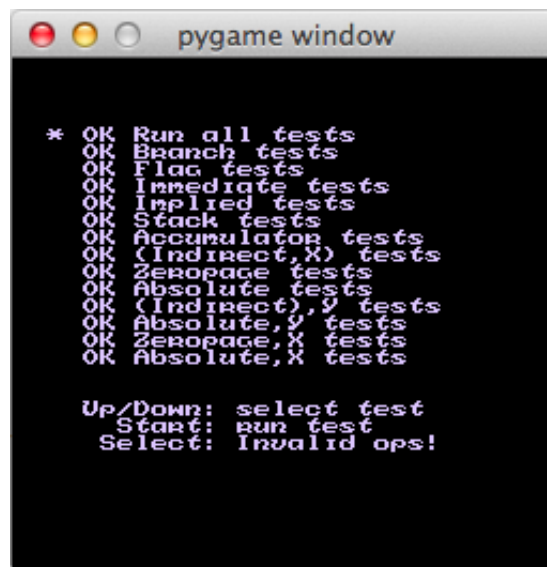 pygame window
* OK Run all tests
OK Branch tests
OK Flag tests
OK Immediate tests
OK Implied tests
OK Stack tests
OK Accumulator tests
OK (Indirect,X) tests
OK Zeropage tests
OK Absolute tests
OK (Indirect),Y tests
OK Absolute,Y tests
OK Zeropage,X tests
OK Absolute,X tests
Up/Down: select test
Start: run test
Select: Invalid ops!